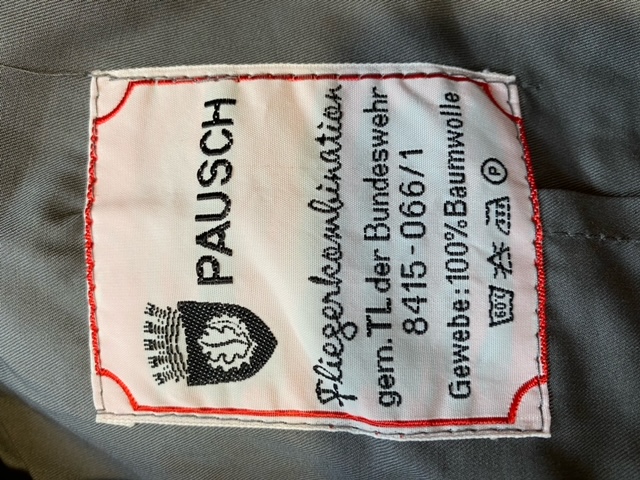 PAUSCH
Fliegerkombination
gem. TL der Bundeswehr
8415-066/1
Gewebe: 100% Baumwolle
60° P